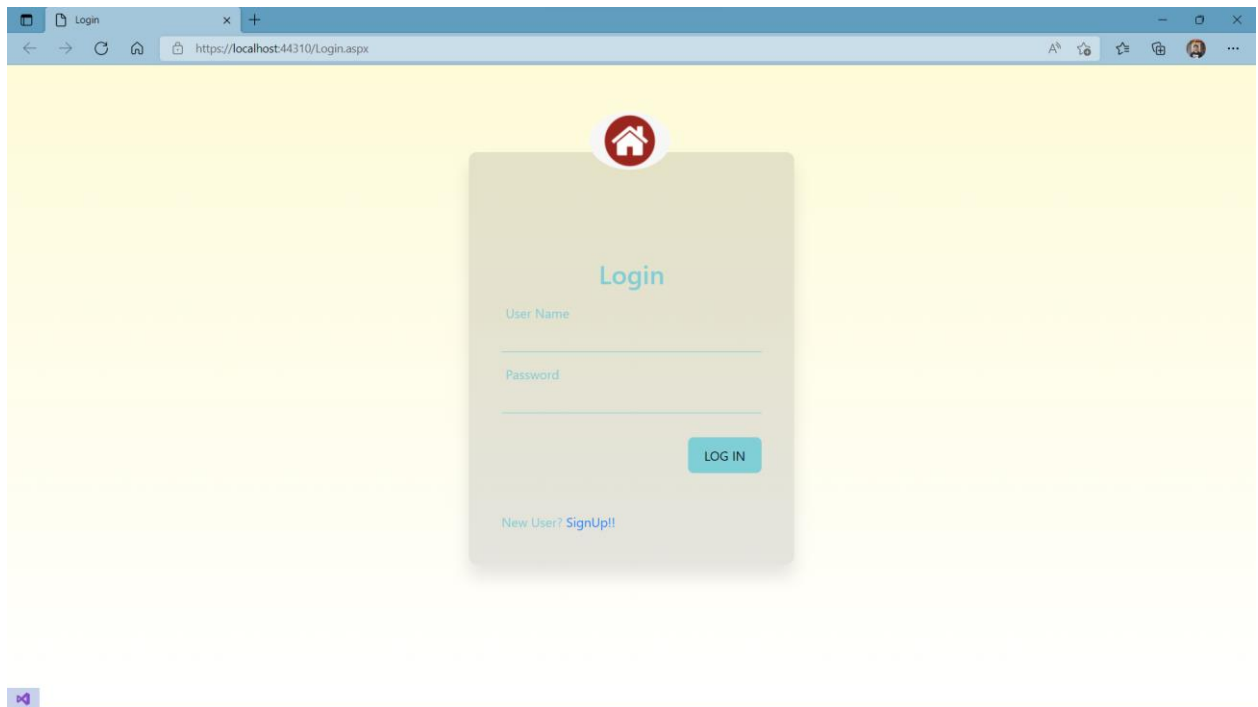 Login
https://localhost:44310/Login.aspx
Login
User Name
Password
LOG IN
New User? SignUp!!